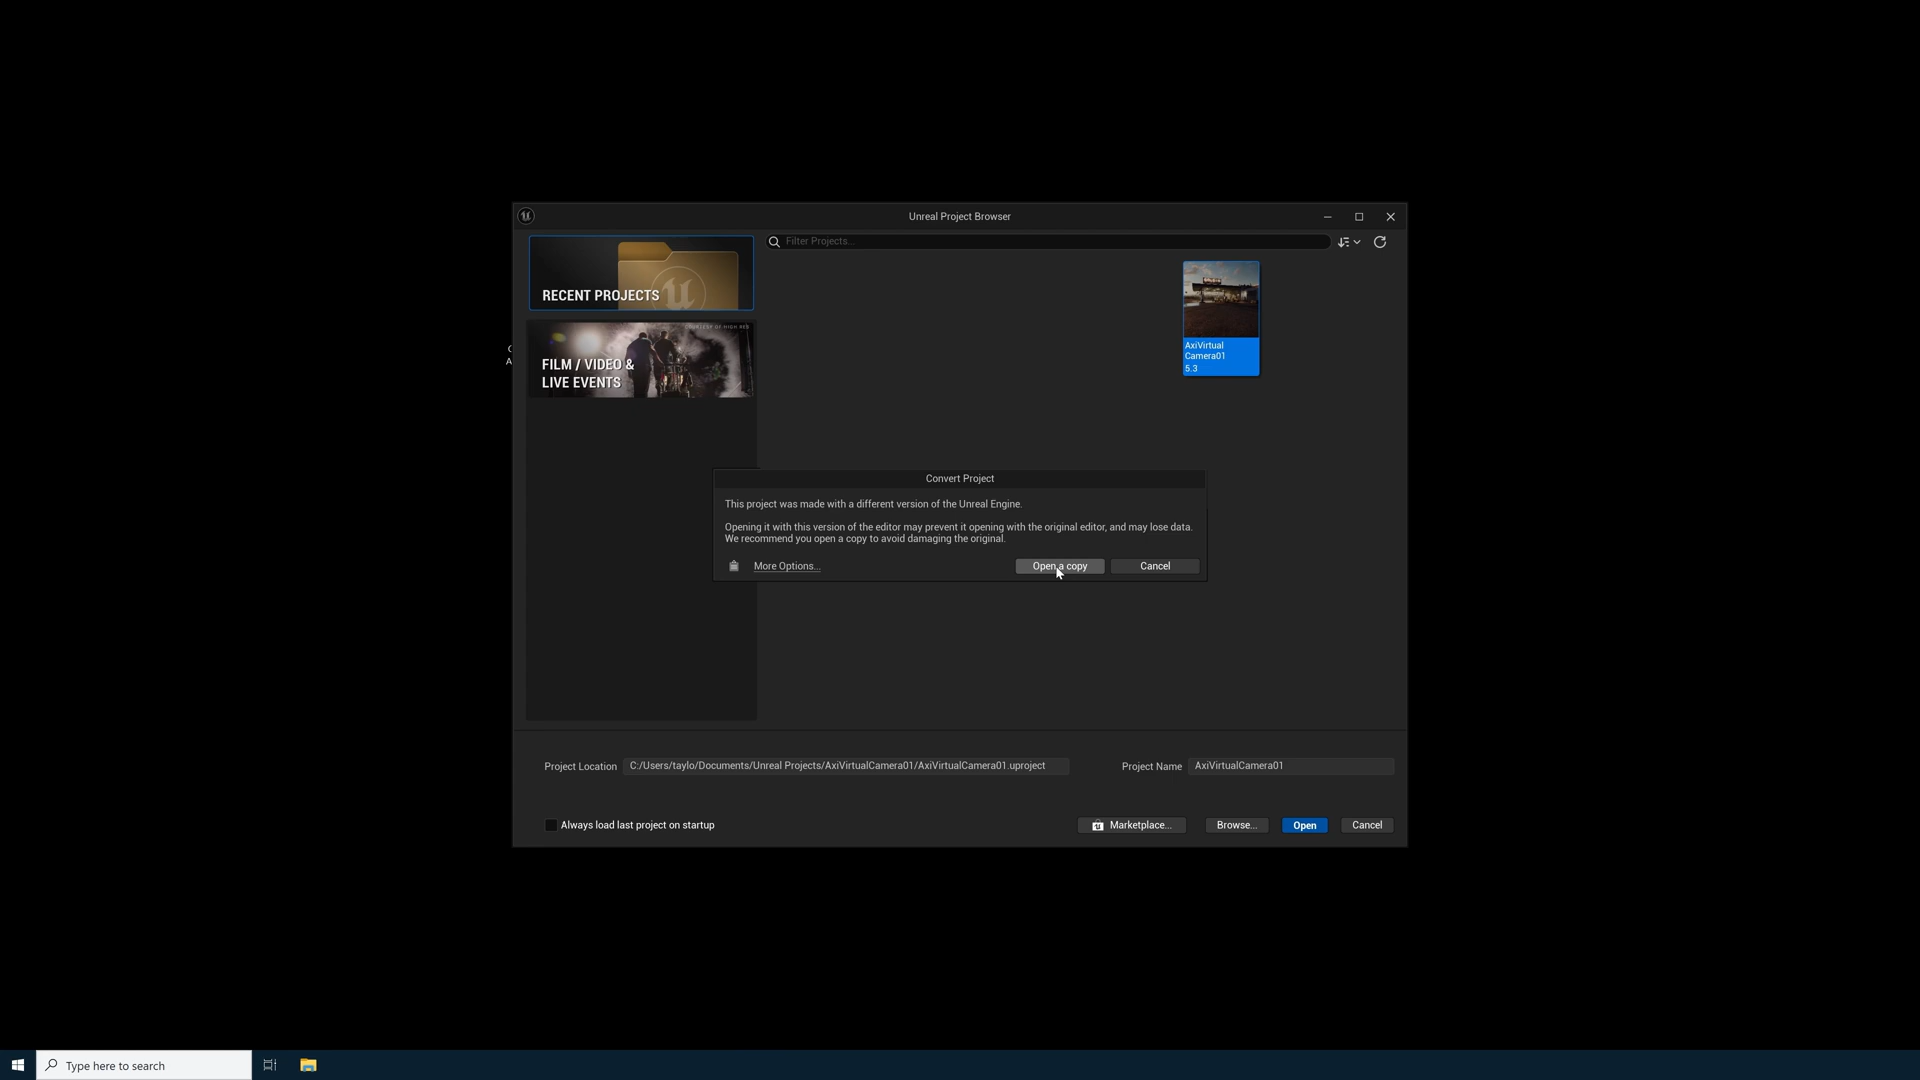 Unreal Project Browser
RECENT PROJECTS
Filter Projects...
COURTESY OF HIGH RES
FILM / VIDEO &
LIVE EVENTS
AxiVirtual
Camera01
5.3
Convert Project
This project was made with a different version of the Unreal Engine.
Opening it with this version of the editor may prevent it opening with the original editor, and may lose data.
We recommend you open a copy to avoid damaging the original.
More Options...
Open a copy
Cancel
Project Location
C:/Users/taylo/Documents/Unreal Projects/AxiVirtualCamera01/AxiVirtualCamera01.uproject
Project Name
AxiVirtualCamera01
Always load last project on startup
Marketplace...
Browse...
Open
Cancel
Type here to search